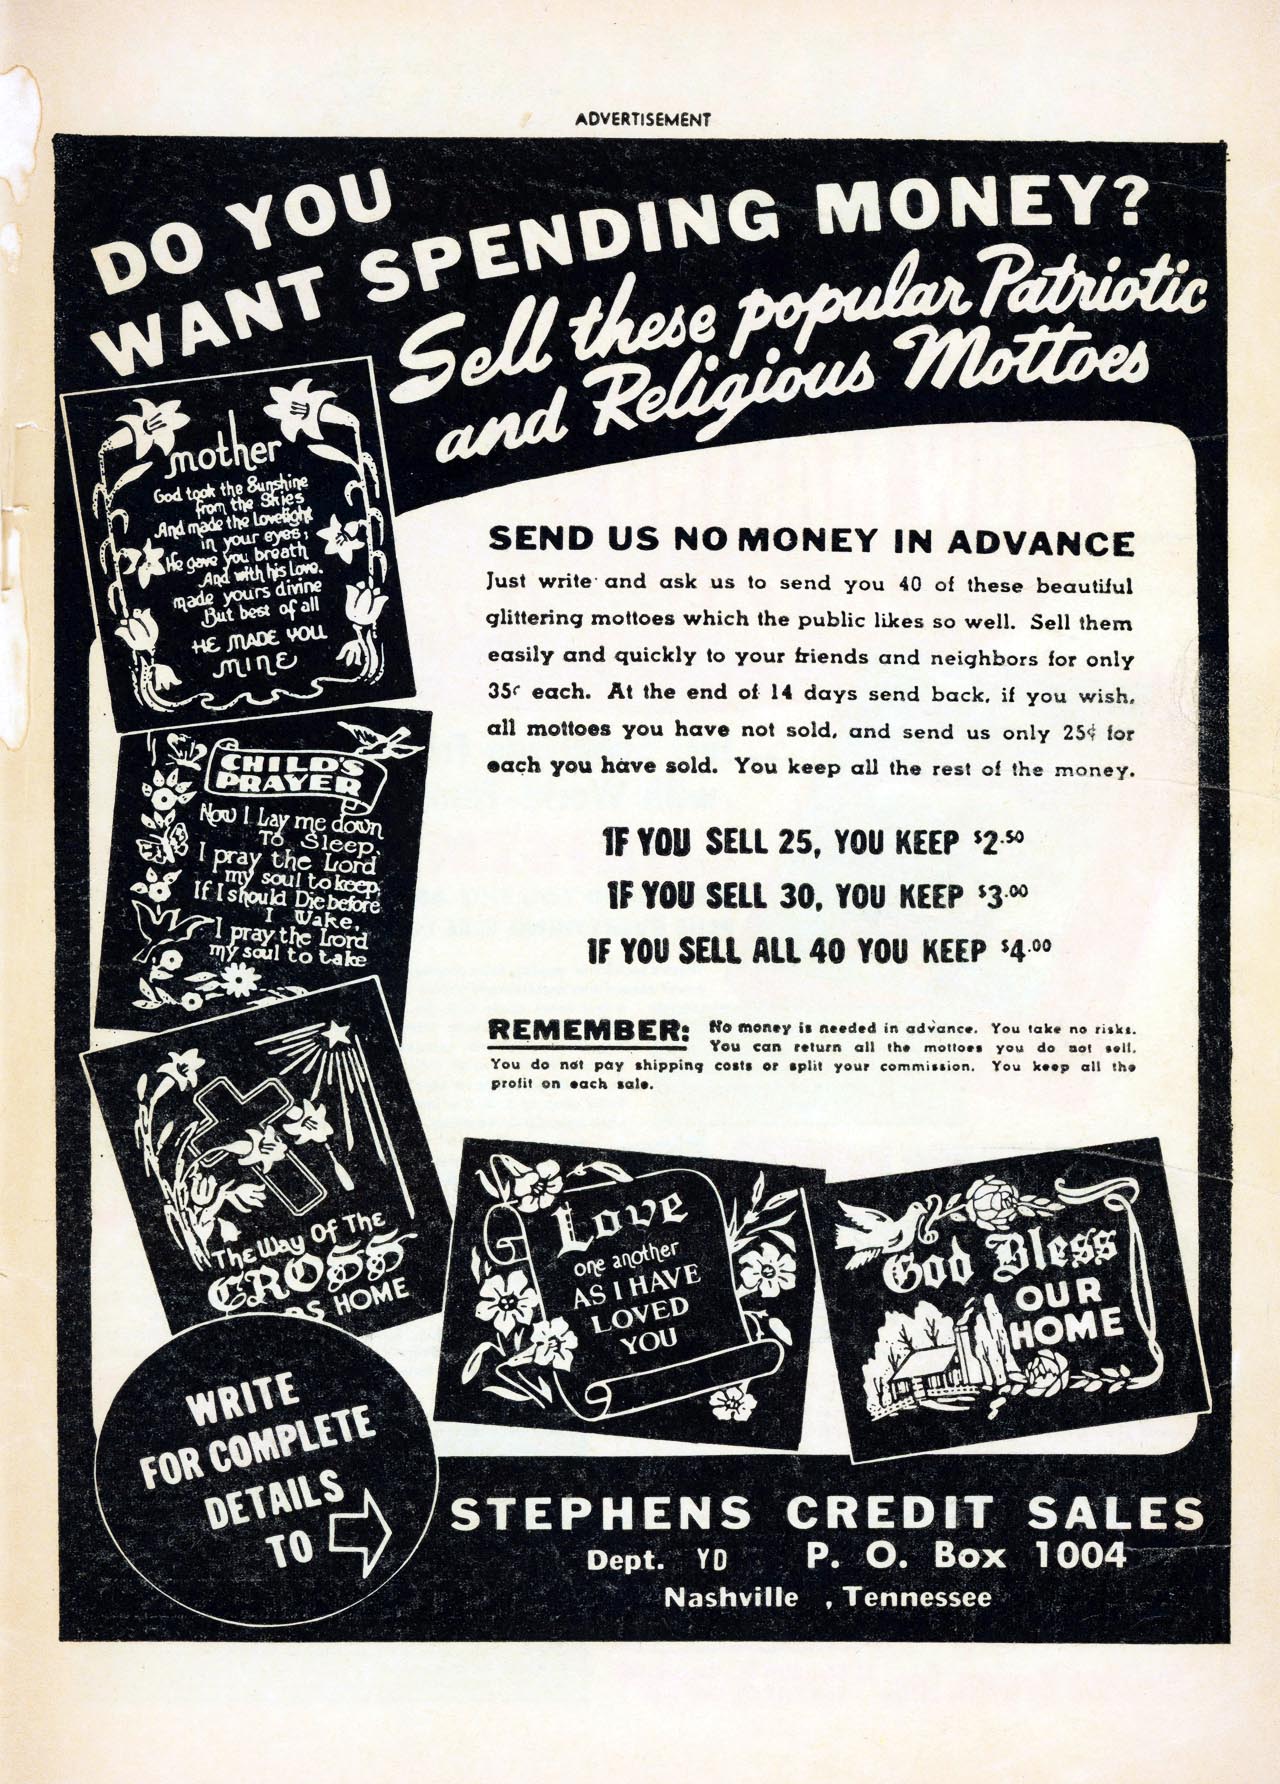 ADVERTISEMENT
DO YOU
WANT SPENDING MONEY?
Sell these popular Patriotic
and Religious Mottoes
mother
God took the Sunshine
from the Skies
And made the Lovelight
in your eyes;
He gave you breath
And with his Love.
made yours divine
But best of all
HE MADE YOU
MINE
CHILD'S
PRAYER
Now I Lay me down
To Sleep,
I pray the Lord
my soul to keep,
If I should Die before
I Wake,
I pray the Lord
my soul to take
The Way Of The
CROSS
HOME
SEND US NO MONEY IN ADVANCE
Just write and ask us to send you 40 of these beautiful
glittering mottoes which the public likes so well. Sell them
easily and quickly to your friends and neighbors for only
35¢ each. At the end of 14 days send back, if you wish,
all mottoes you have not sold, and send us only 25¢ for
each you have sold. You keep all the rest of the money.
IF YOU SELL 25, YOU KEEP $2.50
IF YOU SELL 30, YOU KEEP $3.00
IF YOU SELL ALL 40 YOU KEEP $4.00
REMEMBER: No money is needed in advance. You take no risks.
You can return all the mottoes you do not sell.
You do not pay shipping costs or split your commission. You keep all the
profit on each sale.
Love
one another
AS I HAVE
LOVED
YOU
God Bless
OUR
HOME
WRITE
FOR COMPLETE
DETAILS
TO
STEPHENS CREDIT SALES
Dept. YD P. O. Box 1004
Nashville , Tennessee